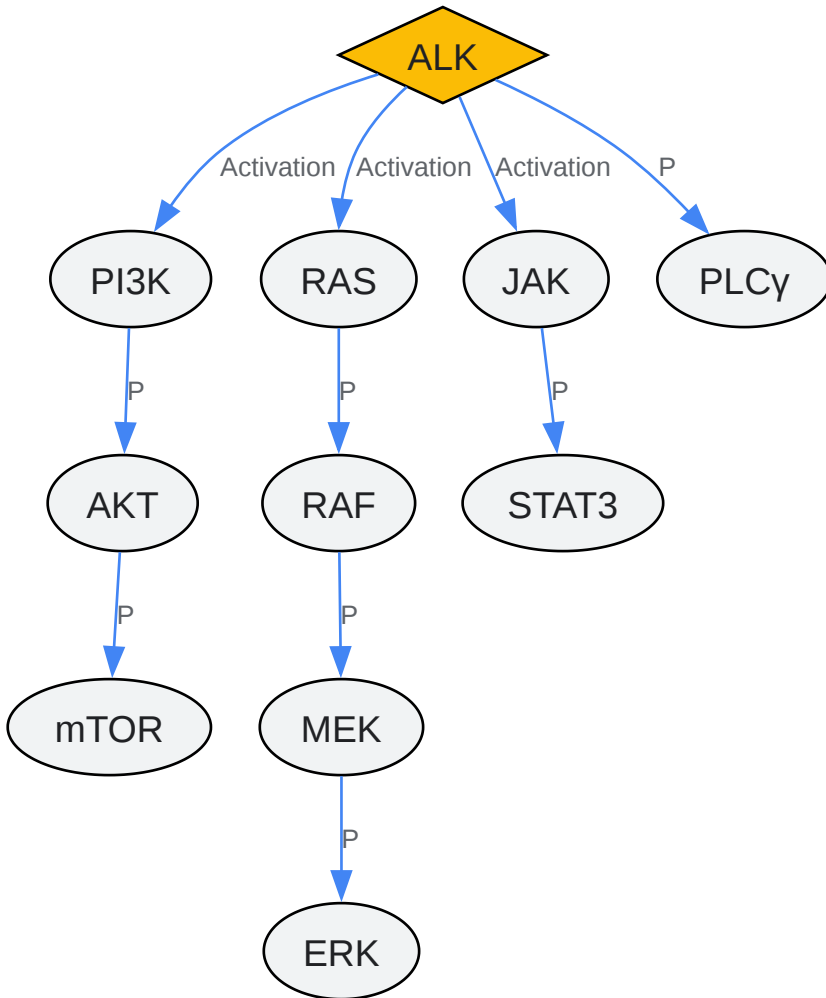 ALK
Activation Activation Activation P
PI3K RAS JAK PLCγ
P P P
AKT RAF STAT3
P P
mTOR MEK
P
ERK